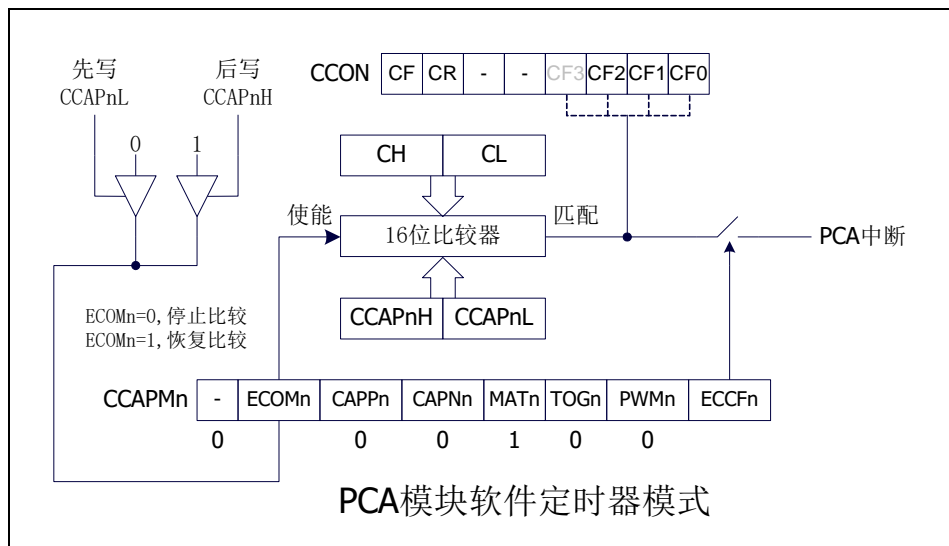 先写 后写 CCON CF CR - - CF3 CF2 CF1 CF0
CCAPnL CCAPnH
0 1
CH CL
使能 16位比较器 匹配 PCA中断
CCAPnH CCAPnL
ECOMn=0,停止比较
ECOMn=1,恢复比较
CCAPMn - ECOMn CAPPn CAPNn MATn TOGn PWMn ECCFn
0 0 0 1 0 0
PCA模块软件定时器模式